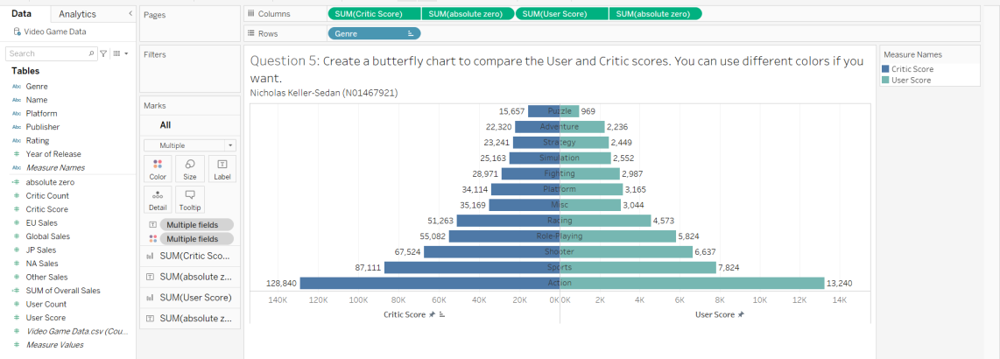 Data
Analytics
Pages
Columns
SUM(Critic Score)
SUM(absolute zero)
SUM(User Score)
SUM(absolute zero)
Video Game Data
Rows
Genre
Search
Filters
Tables
Abc Genre
Abc Name
Abc Platform
Abc Publisher
Abc Rating
Year of Release
Abc Measure Names
absolute zero
Critic Count
Critic Score
EU Sales
Global Sales
JP Sales
NA Sales
Other Sales
SUM of Overall Sales
User Count
User Score
Video Game Data.csv (Cou...
Measure Values
Marks
All
Multiple
Color
Size
Label
Detail
Tooltip
Multiple fields
Multiple fields
SUM(Critic Sco...
SUM(absolute z...
SUM(User Score)
SUM(absolute z...
Question 5: Create a butterfly chart to compare the User and Critic scores. You can use different colors if you
want.
Nicholas Keller-Sedan (N01467921)
15,657 Puzzle 969
22,320 Adventure 2,236
23,241 Strategy 2,449
25,163 Simulation 2,552
28,971 Fighting 2,987
34,114 Platform 3,165
35,169 Misc 3,044
51,263 Racing 4,573
55,082 Role-Playing 5,824
67,524 Shooter 6,637
87,111 Sports 7,824
128,840 Action 13,240
140K 120K 100K 80K 60K 40K 20K 0K 0K 2K 4K 6K 8K 10K 12K 14K
Critic Score
User Score
Measure Names
Critic Score
User Score